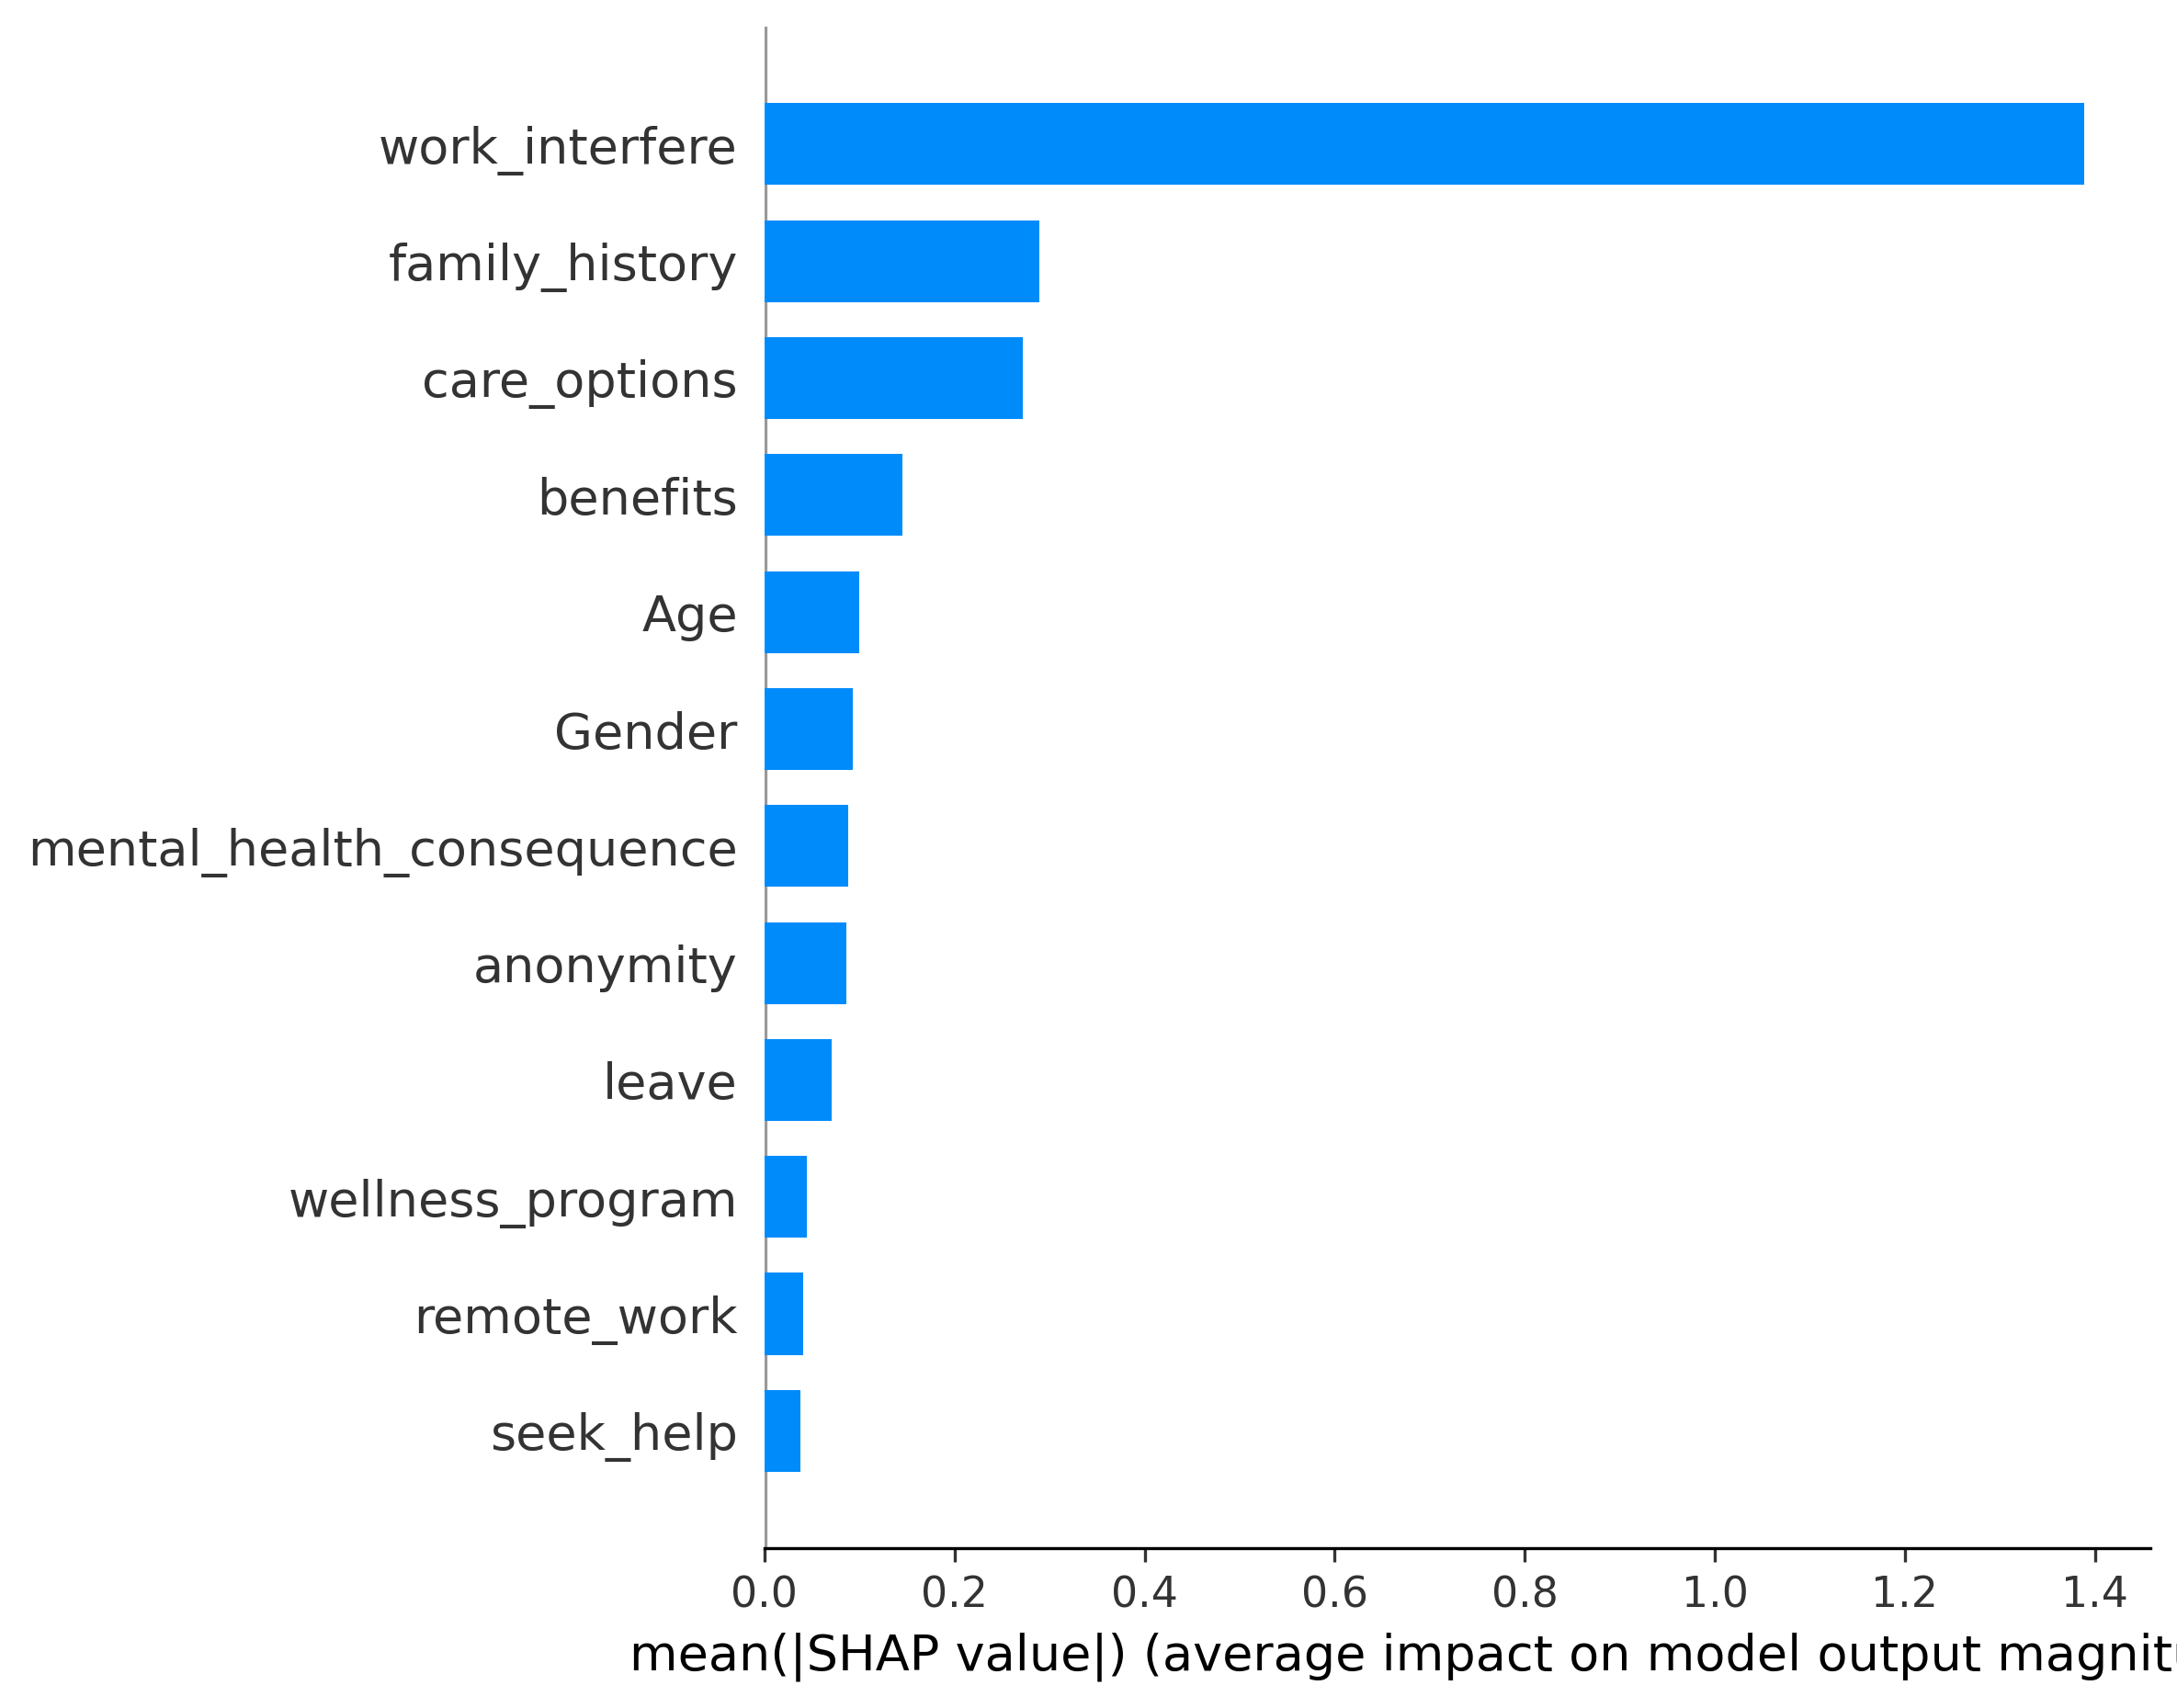 work_interfere
family_history
care_options
benefits
Age
Gender
mental_health_consequence
anonymity
leave
wellness_program
remote_work
seek_help
0.0 0.2 0.4 0.6 0.8 1.0 1.2 1.4
mean(|SHAP value|) (average impact on model output